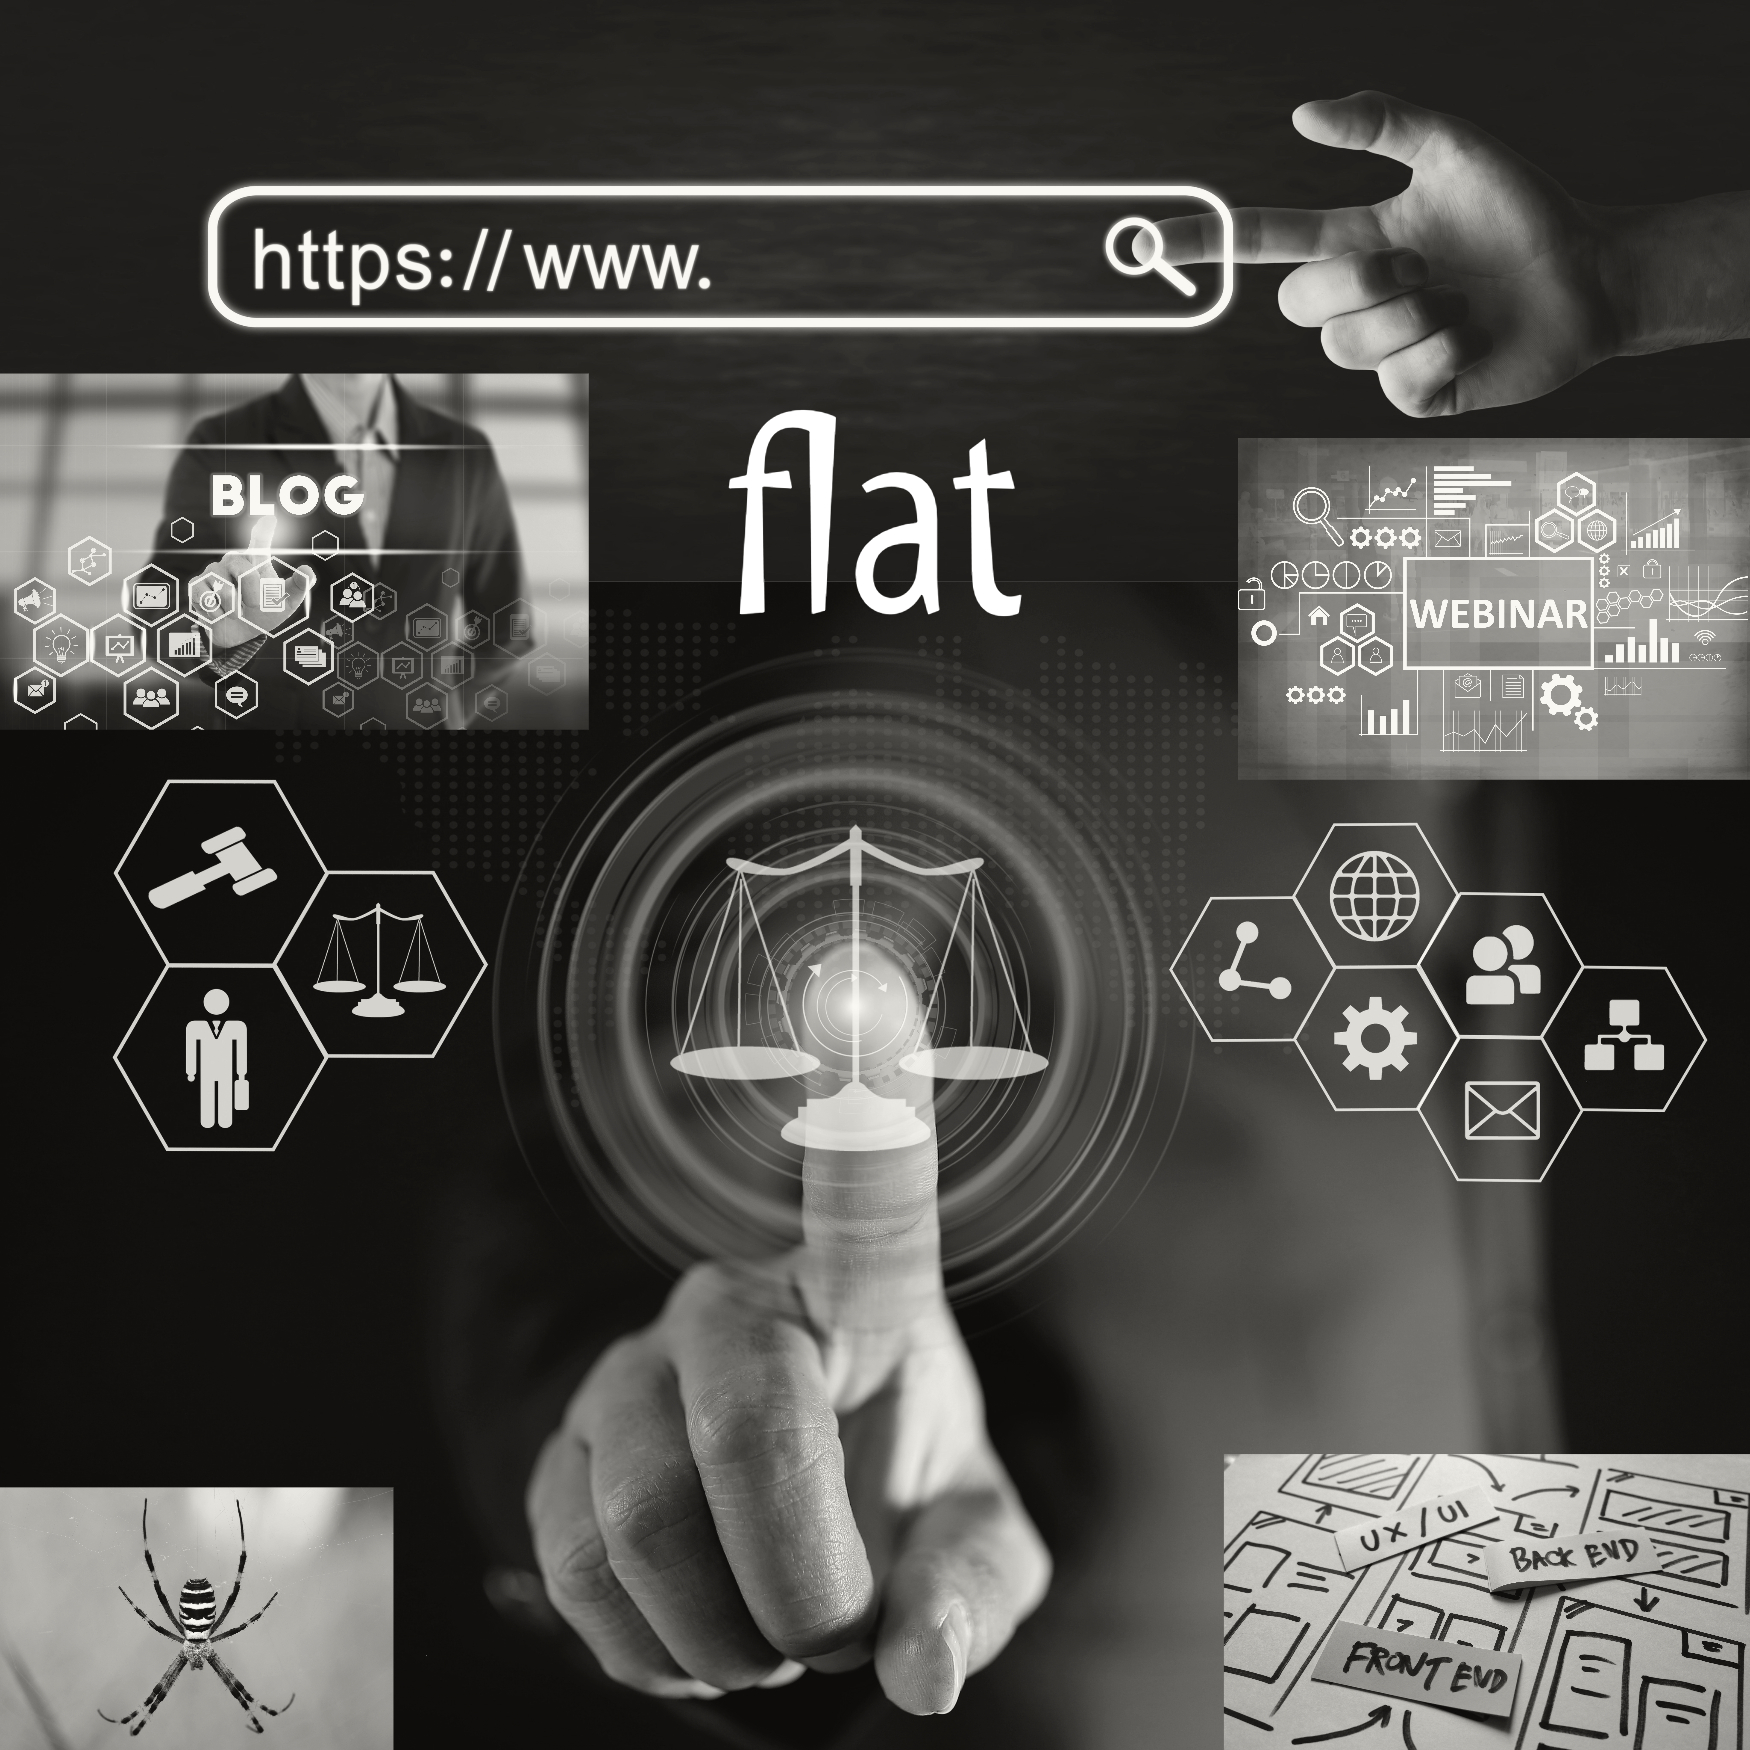 https://www.
flat
BLOG
WEBINAR
UX/UI
BACK END
FRONT END